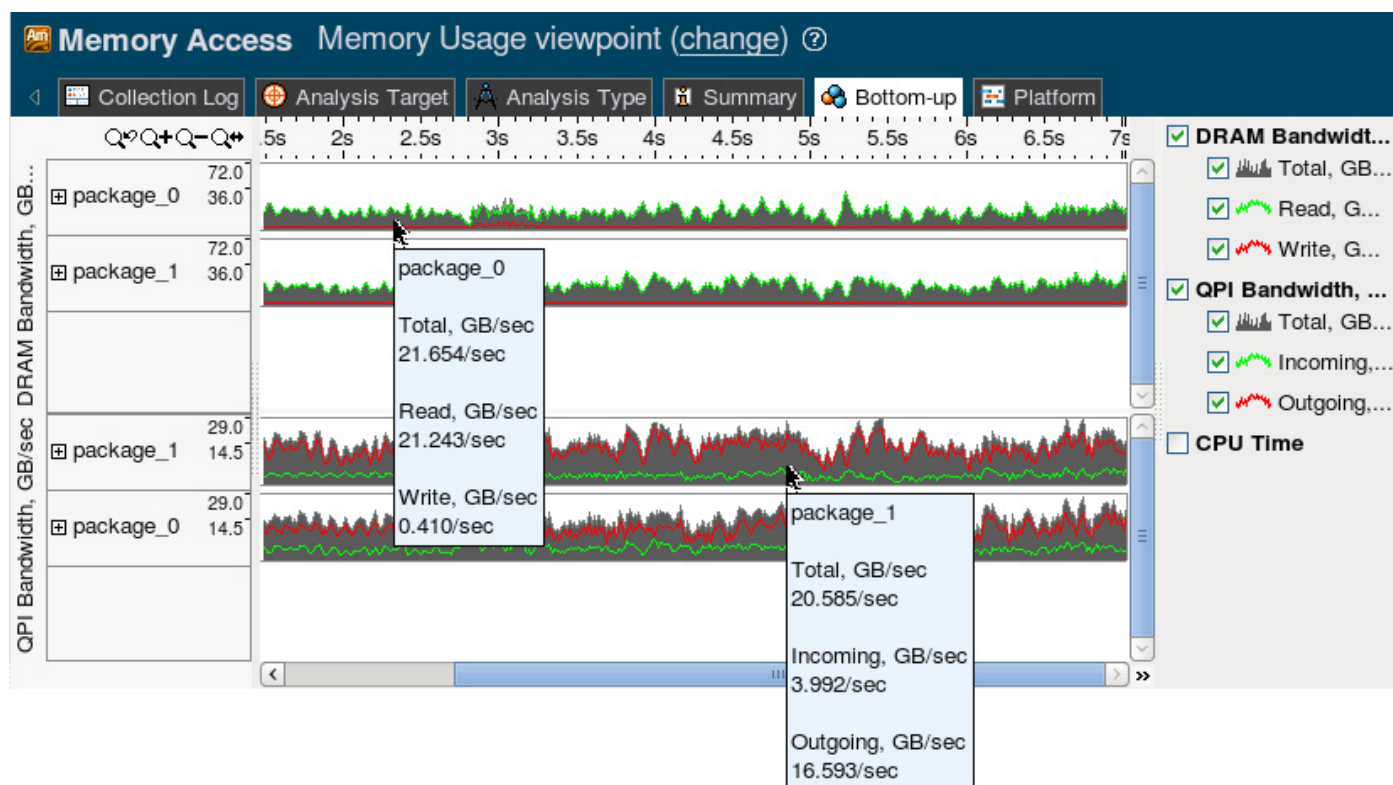 Am Memory Access Memory Usage viewpoint (change) ?
Collection Log Analysis Target Analysis Type Summary Bottom-up Platform
.5s 2s 2.5s 3s 3.5s 4s 4.5s 5s 5.5s 6s 6.5s 7s
DRAM Bandwidth, GB...
package_0 72.0 36.0
package_1 72.0 36.0
QPI Bandwidth, GB/sec
package_1 29.0 14.5
package_0 29.0 14.5
package_0
Total, GB/sec
21.654/sec
Read, GB/sec
21.243/sec
Write, GB/sec
0.410/sec
package_1
Total, GB/sec
20.585/sec
Incoming, GB/sec
3.992/sec
Outgoing, GB/sec
16.593/sec
DRAM Bandwidt...
Total, GB...
Read, G...
Write, G...
QPI Bandwidth, ...
Total, GB...
Incoming,...
Outgoing,...
CPU Time